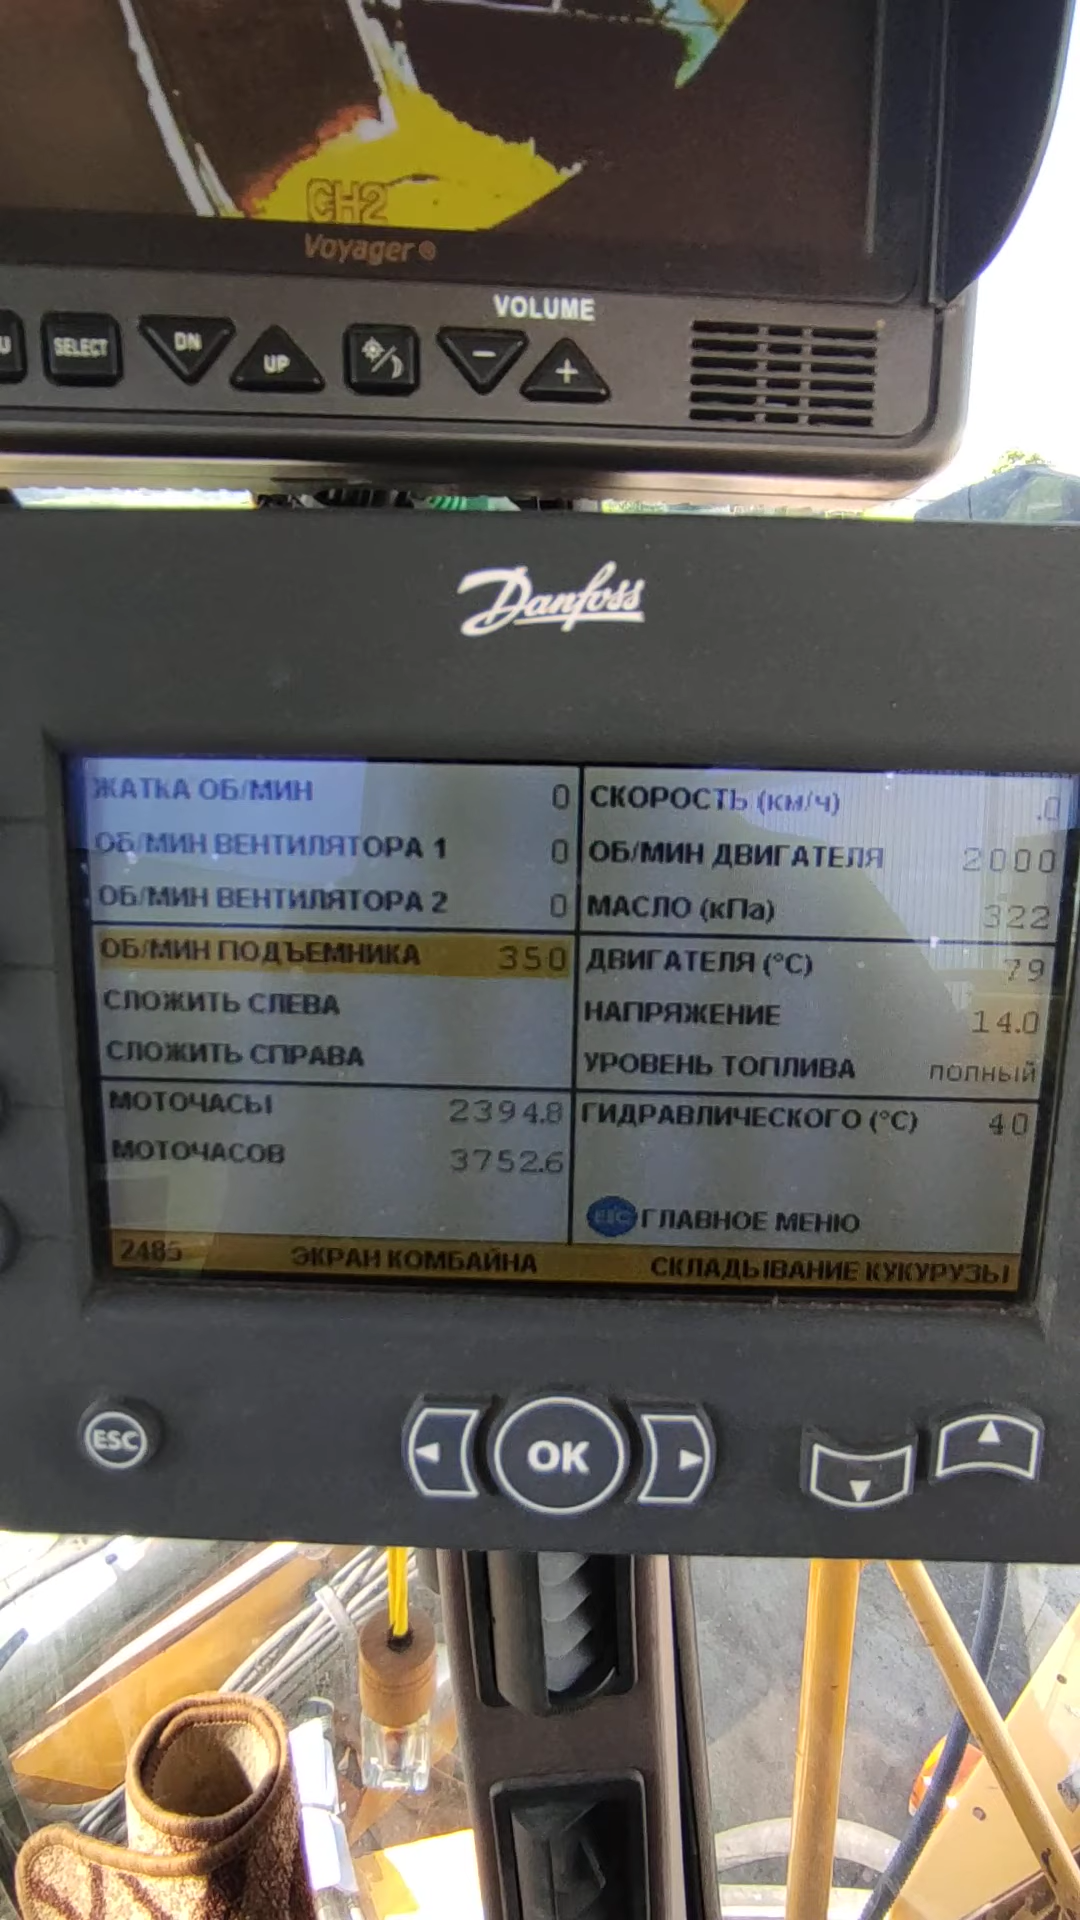 CH2
Voyager®
VOLUME
U
SELECT
DN
UP
−
+
Danfoss
ЖАТКА ОБ/МИН 0
ОБ/МИН ВЕНТИЛЯТОРА 1 0
ОБ/МИН ВЕНТИЛЯТОРА 2 0
ОБ/МИН ПОДЪЕМНИКА 350
СЛОЖИТЬ СЛЕВА
СЛОЖИТЬ СПРАВА
МОТОЧАСЫ 2394.8
МОТОЧАСОВ 3752.6
СКОРОСТЬ (км/ч) .0
ОБ/МИН ДВИГАТЕЛЯ 2000
МАСЛО (кПа) 322
ДВИГАТЕЛЯ (°C) 79
НАПРЯЖЕНИЕ 14.0
УРОВЕНЬ ТОПЛИВА полный
ГИДРАВЛИЧЕСКОГО (°C) 40
ESC ГЛАВНОЕ МЕНЮ
2485 ЭКРАН КОМБАЙНА СКЛАДЫВАНИЕ КУКУРУЗЫ
ESC
OK